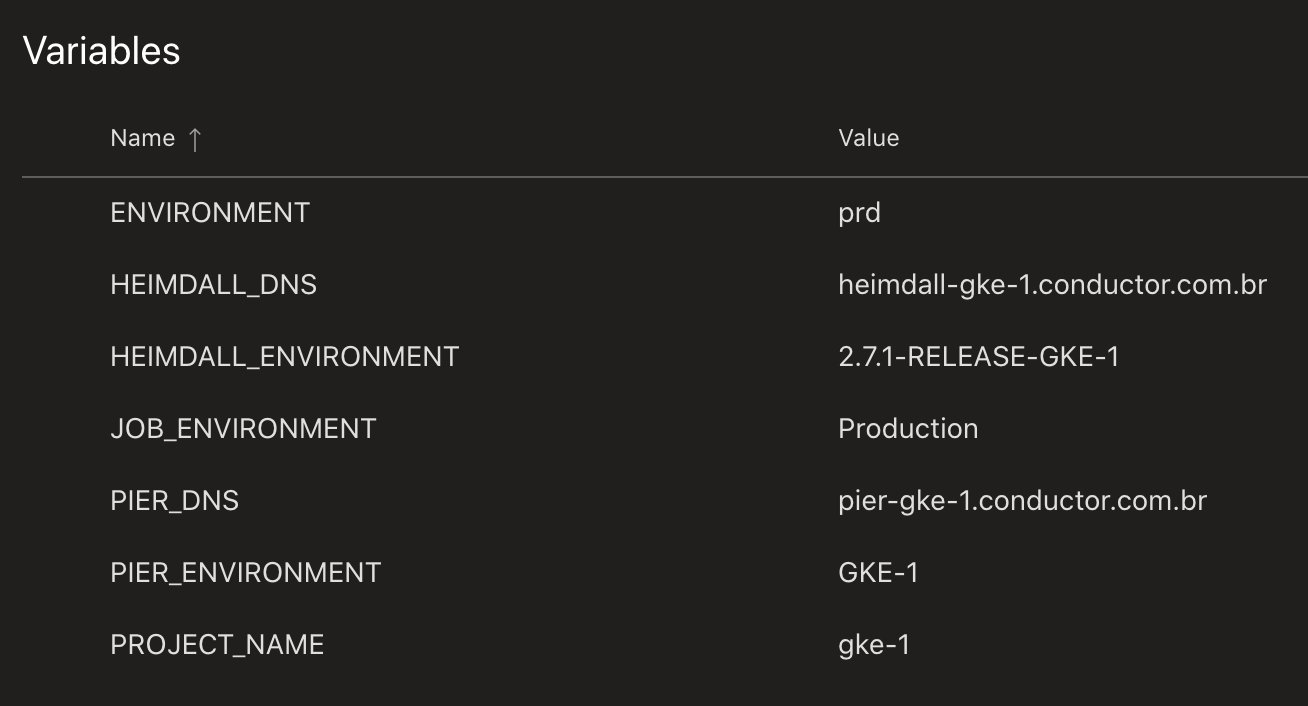 Variables
Name ↑ Value
ENVIRONMENT prd
HEIMDALL_DNS heimdall-gke-1.conductor.com.br
HEIMDALL_ENVIRONMENT 2.7.1-RELEASE-GKE-1
JOB_ENVIRONMENT Production
PIER_DNS pier-gke-1.conductor.com.br
PIER_ENVIRONMENT GKE-1
PROJECT_NAME gke-1